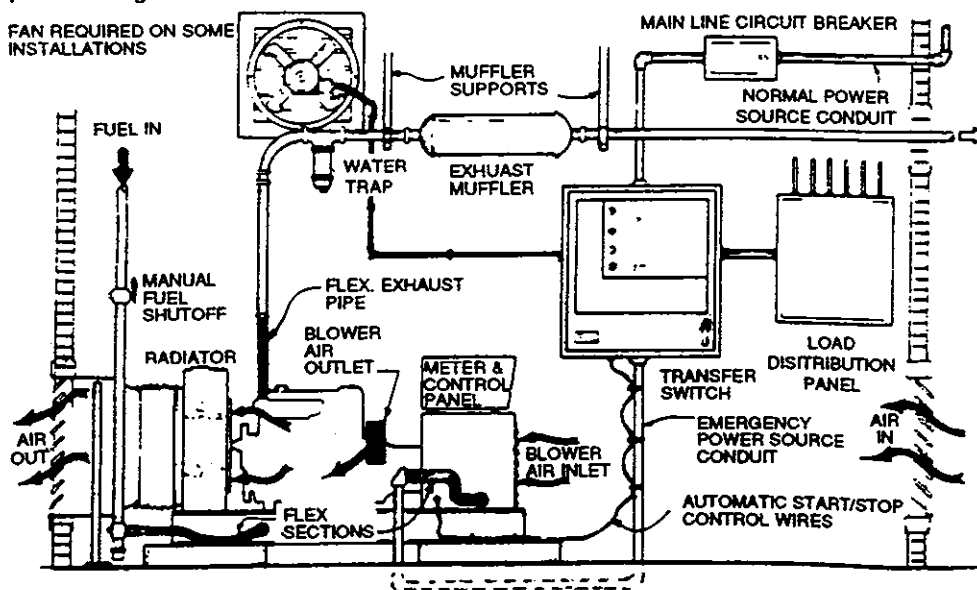 FAN REQUIRED ON SOME
INSTALLATIONS
MAIN LINE CIRCUIT BREAKER
MUFFLER
SUPPORTS
NORMAL POWER
SOURCE CONDUIT
FUEL IN
WATER
TRAP
EXHUAST
MUFFLER
MANUAL
FUEL
SHUTOFF
FLEX. EXHAUST
PIPE
BLOWER
AIR
OUTLET
RADIATOR
METER &
CONTROL
PANEL
TRANSFER
SWITCH
LOAD
DISTIRBUTION
PANEL
AIR
OUT
EMERGENCY
POWER SOURCE
CONDUIT
AIR
IN
BLOWER
AIR INLET
FLEX
SECTIONS
AUTOMATIC START/STOP
CONTROL WIRES